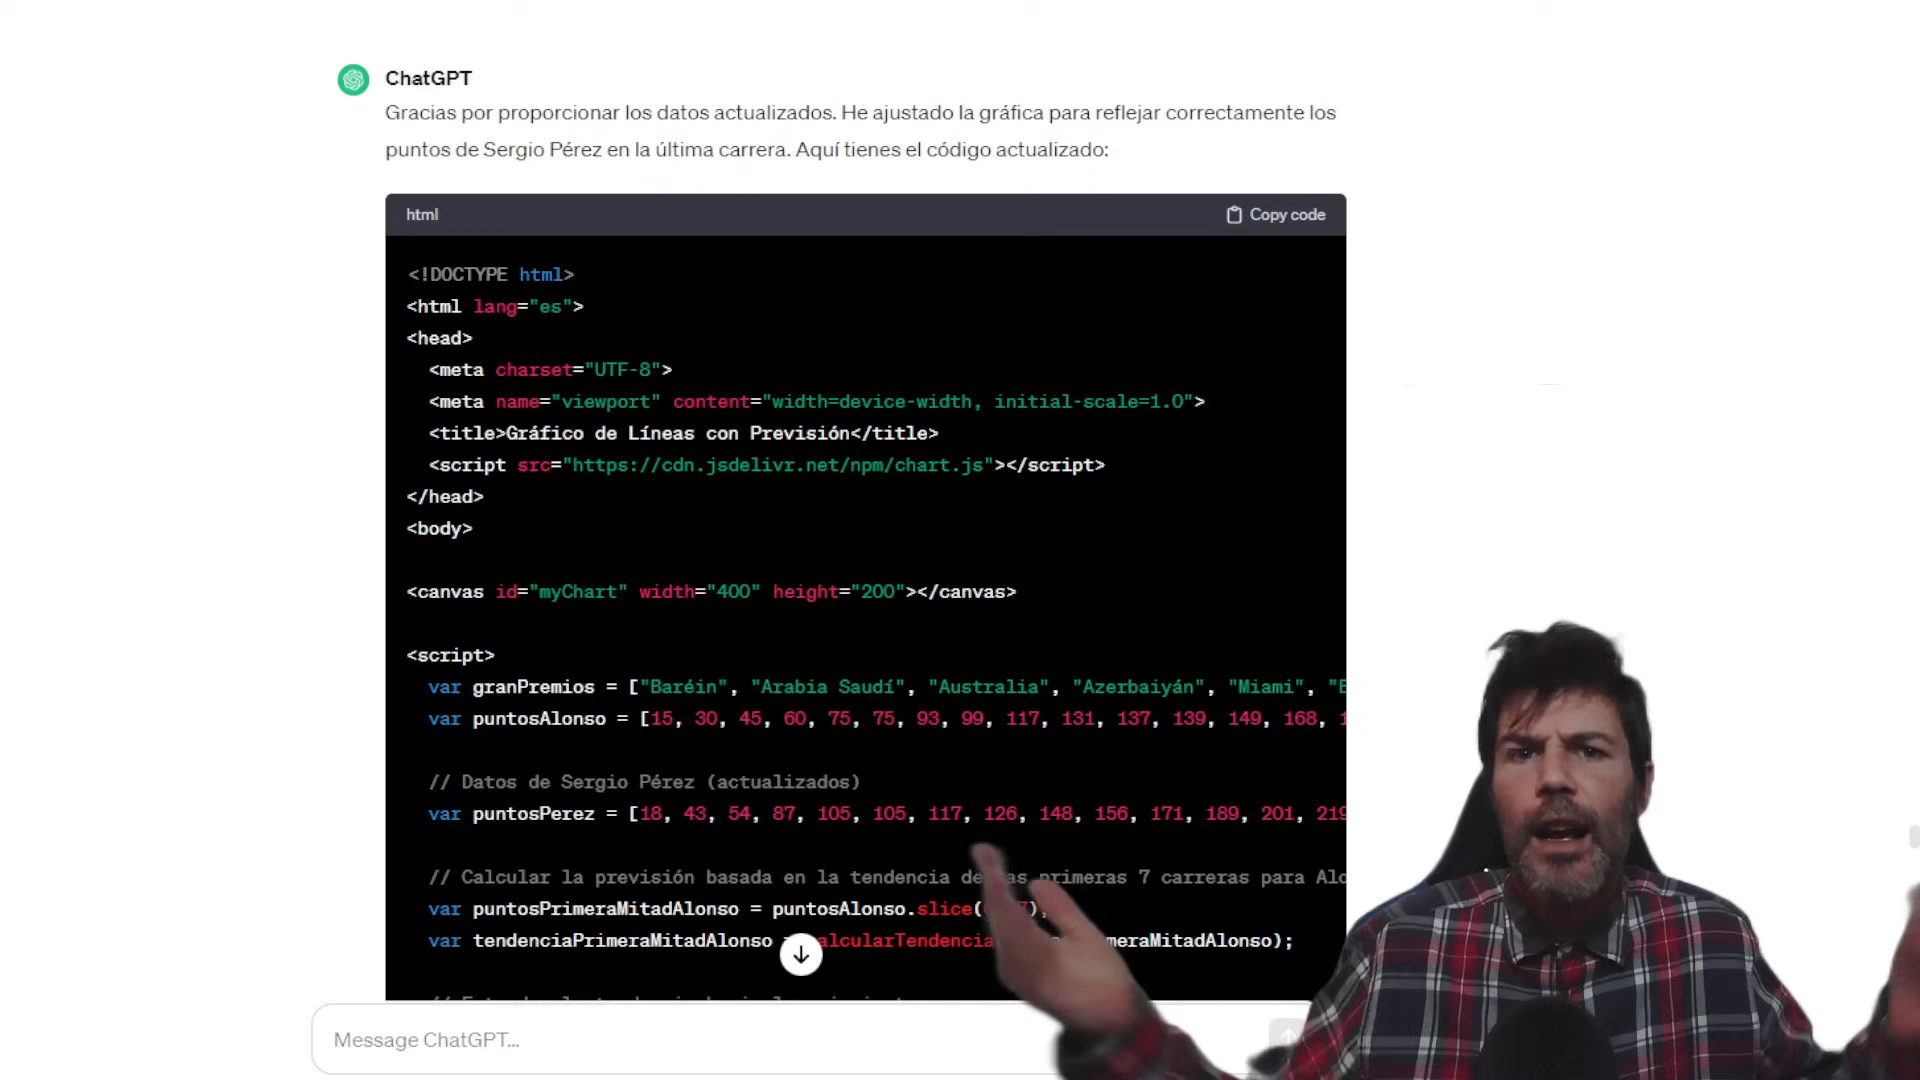 ChatGPT
Gracias por proporcionar los datos actualizados. He ajustado la gráfica para reflejar correctamente los
puntos de Sergio Pérez en la última carrera. Aquí tienes el código actualizado:
html
Copy code
<!DOCTYPE html>
<html lang="es">
<head>
<meta charset="UTF-8">
<meta name="viewport" content="width=device-width, initial-scale=1.0">
<title>Gráfico de Líneas con Previsión</title>
<script src="https://cdn.jsdelivr.net/npm/chart.js"></script>
</head>
<body>
<canvas id="myChart" width="400" height="200"></canvas>
<script>
var granPremios = ["Baréin", "Arabia Saudí", "Australia", "Azerbaiyán", "Miami", "
var puntosAlonso = [15, 30, 45, 60, 75, 75, 93, 99, 117, 131, 137, 139, 149, 168,
// Datos de Sergio Pérez (actualizados)
var puntosPerez = [18, 43, 54, 87, 105, 105, 117, 126, 148, 156, 171, 189, 201, 219
// Calcular la previsión basada en la tendencia de primeras 7 carreras para
var puntosPrimeraMitadAlonso = puntosAlonso.slice(
var tendenciaPrimeraMitadAlonso
Message ChatGPT...